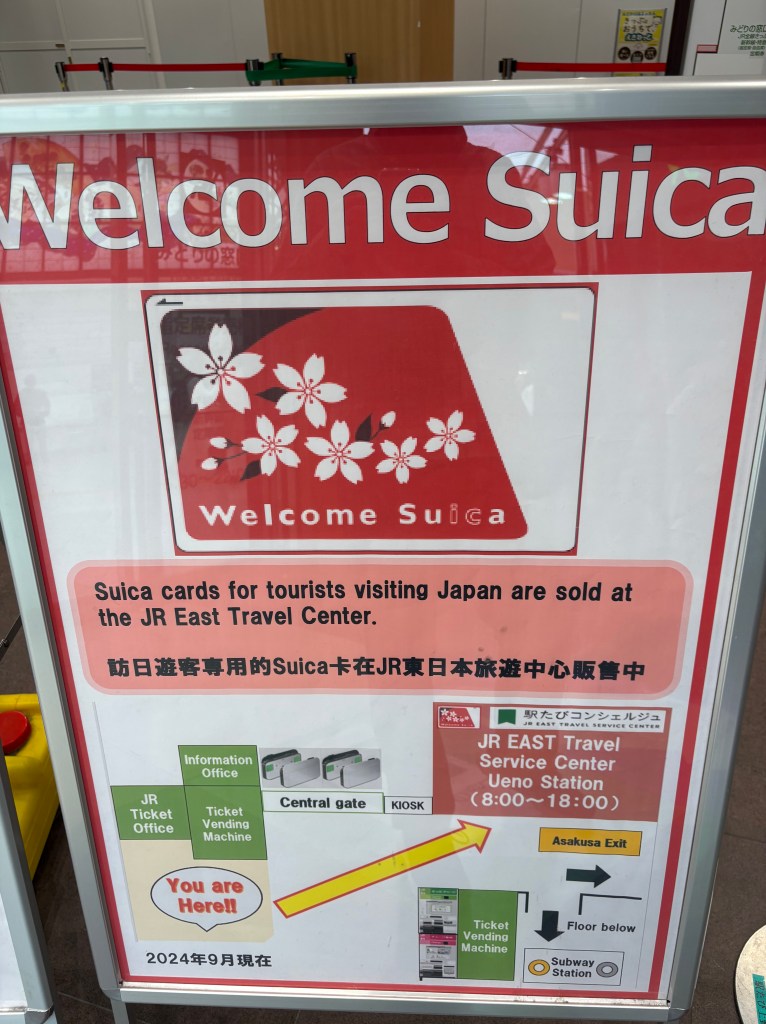 みどりの窓
Welcome Suica
Welcome Suica
Suica cards for tourists visiting Japan are sold at
the JR East Travel Center.
訪日遊客専用的Suica卡在JR東日本旅遊中心販售中
駅たびコンシェルジュ
JR EAST TRAVEL SERVICE CENTER
JR EAST Travel
Service Center
Ueno Station
（8:00～18:00）
Information
Office
JR
Ticket
Office
Ticket
Vending
Machine
Central gate
KIOSK
Asakusa Exit
You are
Here!!
Ticket
Vending
Machine
Floor below
Subway
Station
2024年9月現在